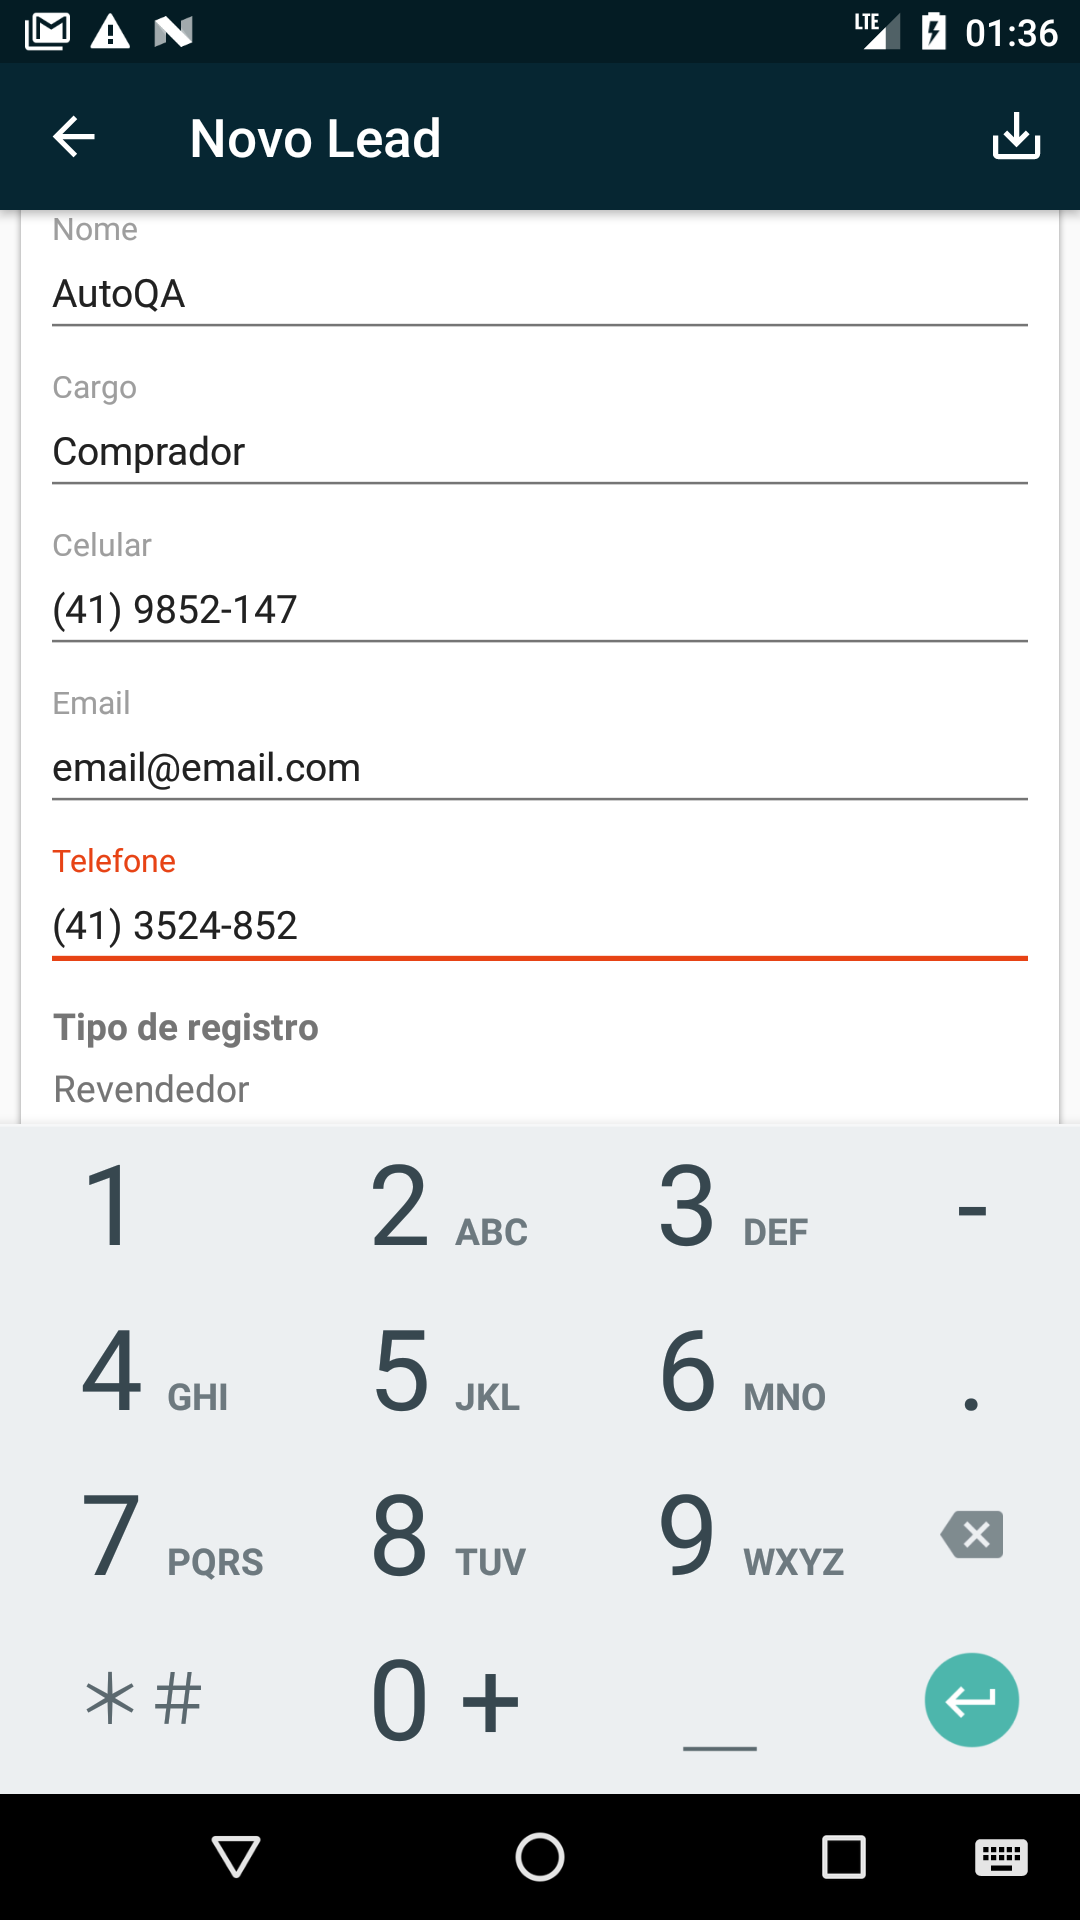 LTE 01:36
Novo Lead
Nome
AutoQA
Cargo
Comprador
Celular
(41) 9852-147
Email
email@email.com
Telefone
(41) 3524-852
Tipo de registro
Revendedor
1 2 ABC 3 DEF -
4 GHI 5 JKL 6 MNO .
7 PQRS 8 TUV 9 WXYZ
*# 0 +